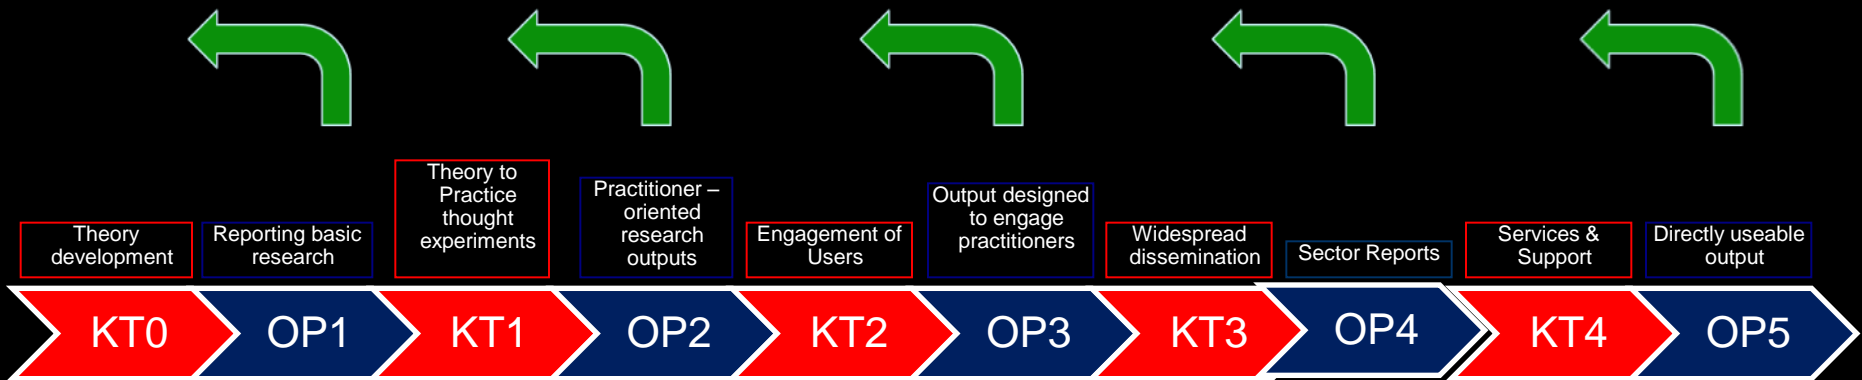 Theory
development
Reporting basic
research
Theory to
Practice
thought
experiments
Practitioner –
oriented
research
outputs
Engagement of
Users
Output designed
to engage
practitioners
Widespread
dissemination
Sector Reports
Services &
Support
Directly useable
output
KT0
OP1
KT1
OP2
KT2
OP3
KT3
OP4
KT4
OP5